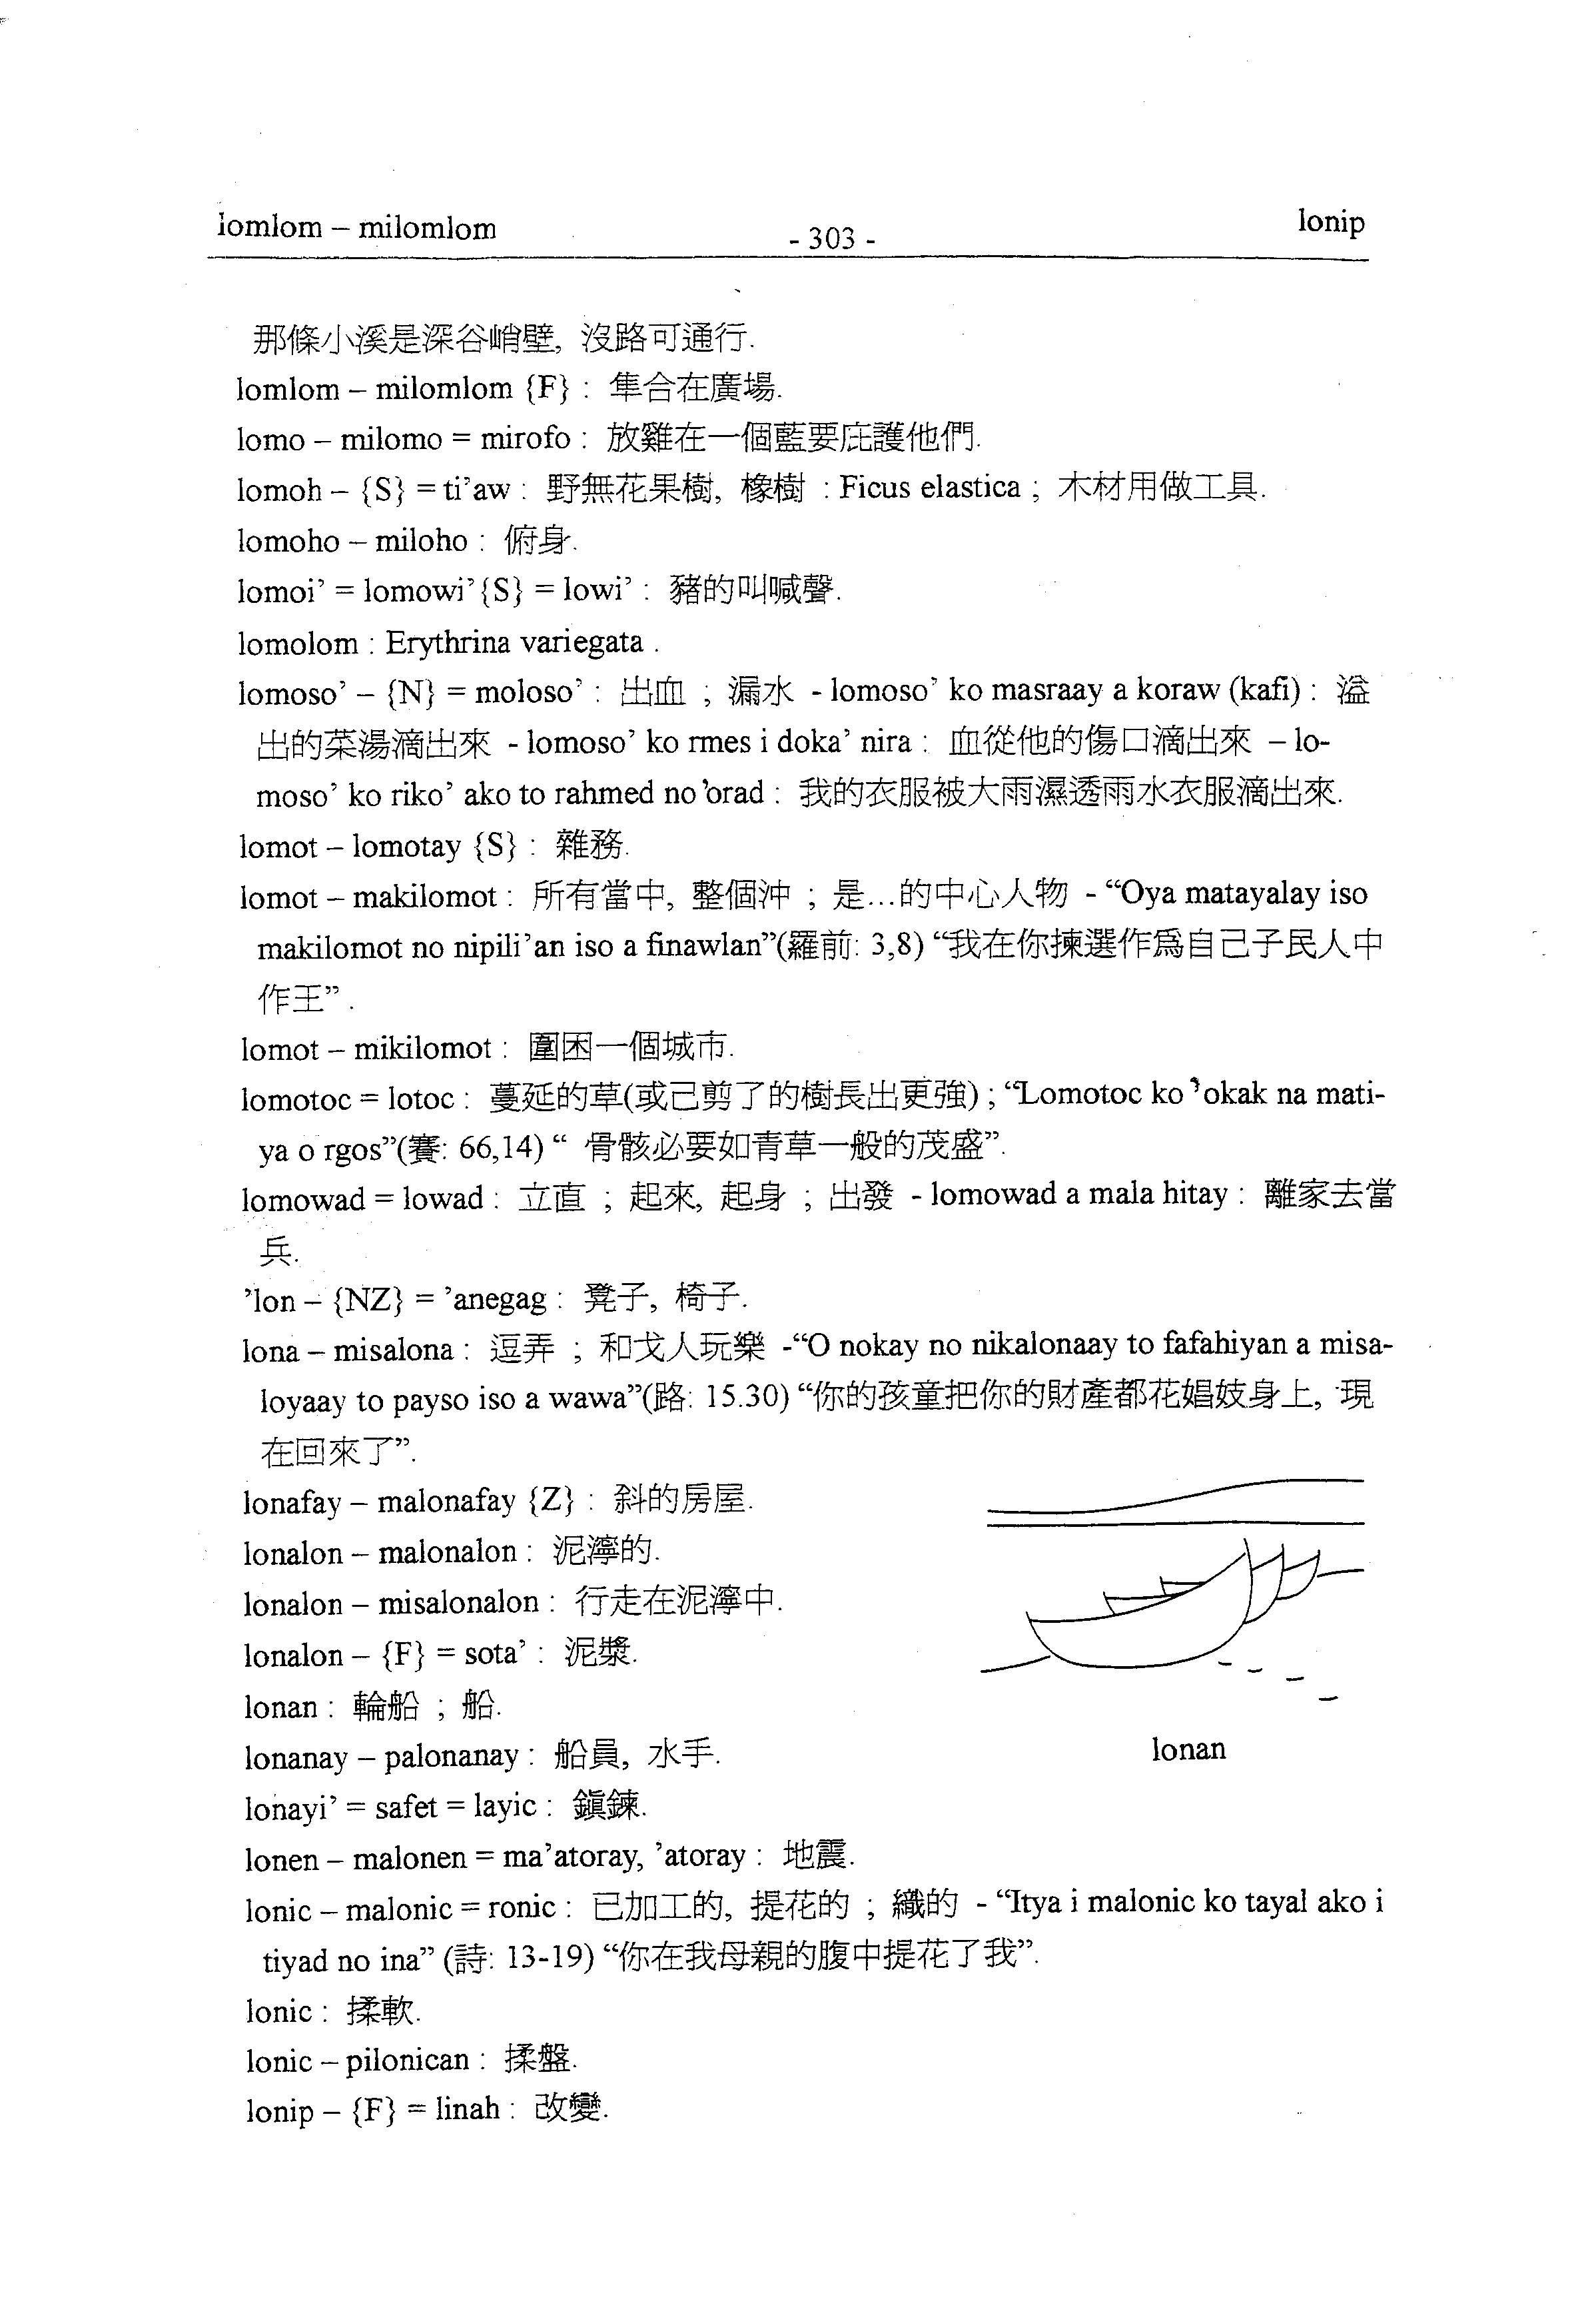 lomlom – milomlom - 303 - lonip
那條小溪是深谷峭壁, 沒路可通行.
lomlom – milomlom {F} : 隼合在廣場.
lomo – milomo = mirofo : 放雞在一個藍要庇護他們.
lomoh – {S} = ti’aw : 野無花果樹, 橡樹 : Ficus elastica ; 木材用做工具.
lomoho – miloho : 俯身.
lomoi’ = lomowi’{S} = lowi’ : 豬的叫喊聲.
lomolom : Erythrina variegata .
lomoso’ – {N} = moloso’ : 出血 ; 漏水 - lomoso’ ko masraay a koraw (kafi) : 溢
出的菜湯滴出來 - lomoso’ ko rmes i doka’ nira : 血從他的傷口滴出來 – lo-
moso’ ko riko’ ako to rahmed no ’orad : 我的衣服被大雨濕透雨水衣服滴出來.
lomot – lomotay {S} : 雜務.
lomot – makilomot : 所有當中, 整個沖 ; 是…的中心人物 - “Oya matayalay iso
makilomot no nipili’an iso a finawlan”(羅前: 3,8) “我在你揀選作爲自己子民人中
作王” .
lomot – mikilomot : 圍困一個城市.
lomotoc = lotoc : 蔓延的草(或己剪了的樹長出更強) ; “Lomotoc ko ’okak na mati-
ya o rgos”(賽: 66,14) “ 骨骸必要如青草一般的茂盛”.
lomowad = lowad : 立直 ; 起來, 起身 ; 出發 - lomowad a mala hitay : 離家去當
兵.
’lon – {NZ} = ’anegag : 凳子, 椅子.
lona – misalona : 逗弄 ; 和戈人玩樂 -“O nokay no nikalonaay to fafahiyan a misa-
loyaay to payso iso a wawa”(路: 15.30) “你的孩童把你的財產都花娼妓身上, 現
在回來了”.
lonafay – malonafay {Z} : 斜的房屋.
lonalon – malonalon : 泥濘的.
lonalon – misalonalon : 行走在泥濘中.
lonalon – {F} = sota’ : 泥漿.
lonan : 輪船 ; 船.
lonanay – palonanay : 船員, 水手.
lonan
lonayi’ = safet = layic : 鎭鍊.
lonen – malonen = ma’atoray, ’atoray : 地震.
lonic – malonic = ronic : 已加工的, 提花的 ; 織的 - “Itya i malonic ko tayal ako i
tiyad no ina” (詩: 13-19) “你在我母親的腹中提花了我”.
lonic : 揉軟.
lonic – pilonican : 揉盤.
lonip – {F} = linah : 改變.